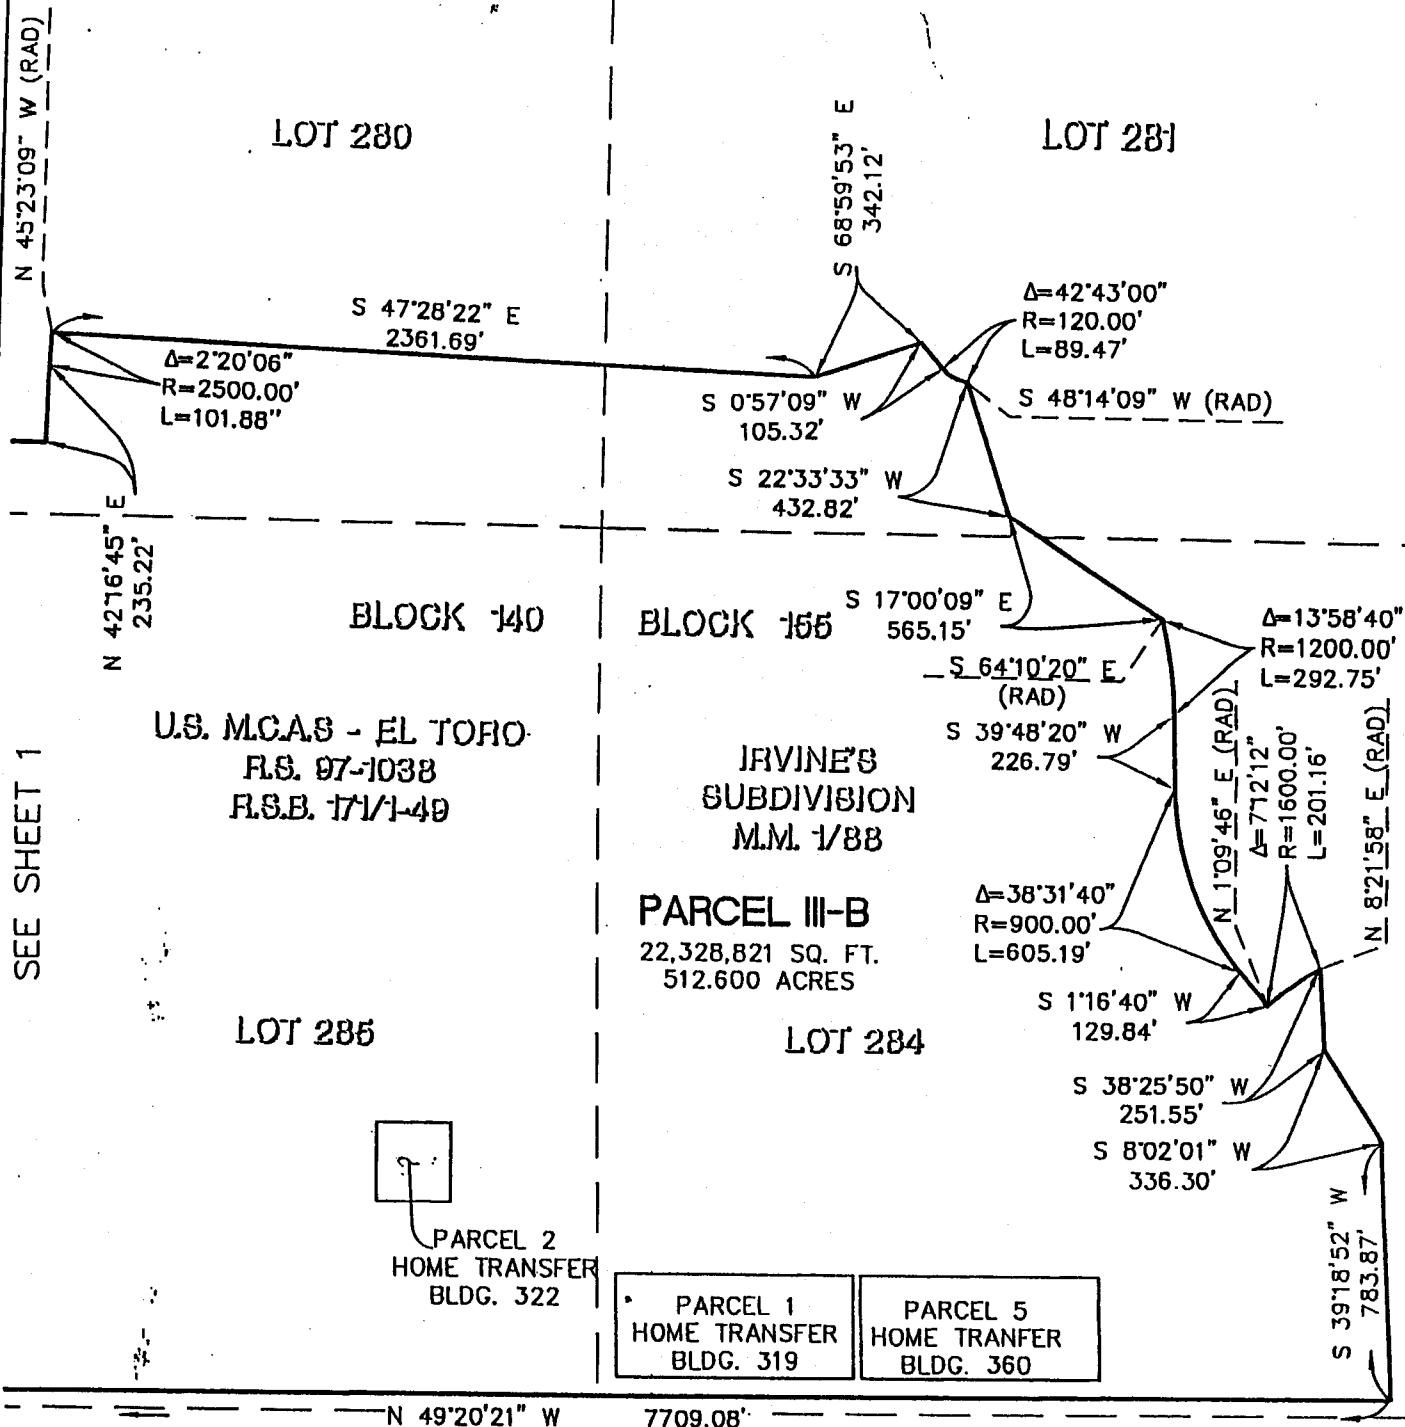 N 45°23'09" W (RAD)
LOT 280
LOT 281
S 68°59'53" E
342.12'
S 47°28'22" E
2361.69'
Δ=2°20'06"
R=2500.00'
L=101.88"
Δ=42°43'00"
R=120.00'
L=89.47'
S 0°57'09" W
105.32'
S 48°14'09" W (RAD)
S 22°33'33" W
432.82'
N 42°16'45" E
235.22'
BLOCK 140
BLOCK 155
S 17°00'09" E
565.15'
S 64°10'20" E
(RAD)
Δ=13°58'40"
R=1200.00'
L=292.75'
S 39°48'20" W
226.79'
SEE SHEET 1
U.S. M.C.A.S - EL TORO
R.S. 97-1038
R.S.B. 171/1-49
IRVINE'S
SUBDIVISION
M.M. 1/88
N 1°09'46" E (RAD)
Δ=7°12'12"
R=1600.00'
L=201.16'
N 8°21'58" E (RAD)
PARCEL III-B
22,328,821 SQ. FT.
512.600 ACRES
Δ=38°31'40"
R=900.00'
L=605.19'
S 1°16'40" W
129.84'
LOT 285
LOT 284
S 38°25'50" W
251.55'
S 8°02'01" W
336.30'
PARCEL 2
HOME TRANSFER
BLDG. 322
PARCEL 1
HOME TRANSFER
BLDG. 319
PARCEL 5
HOME TRANFER
BLDG. 360
S 39°18'52" W
783.87'
N 49°20'21" W 7709.08'